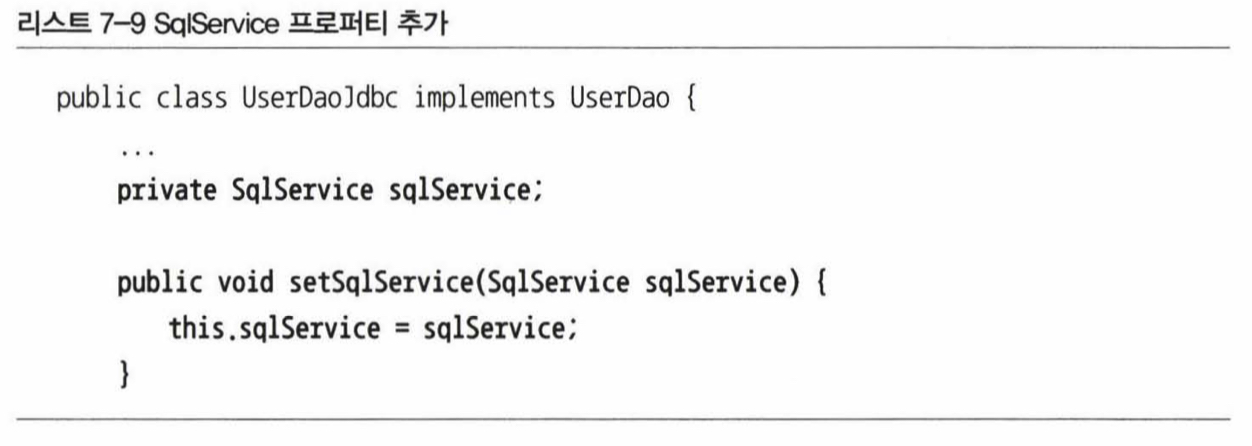 리스트 7-9 SqlService 프로퍼티 추가
public class UserDaoJdbc implements UserDao {
...
private SqlService sqlService;
public void setSqlService(SqlService sqlService) {
this.sqlService = sqlService;
}